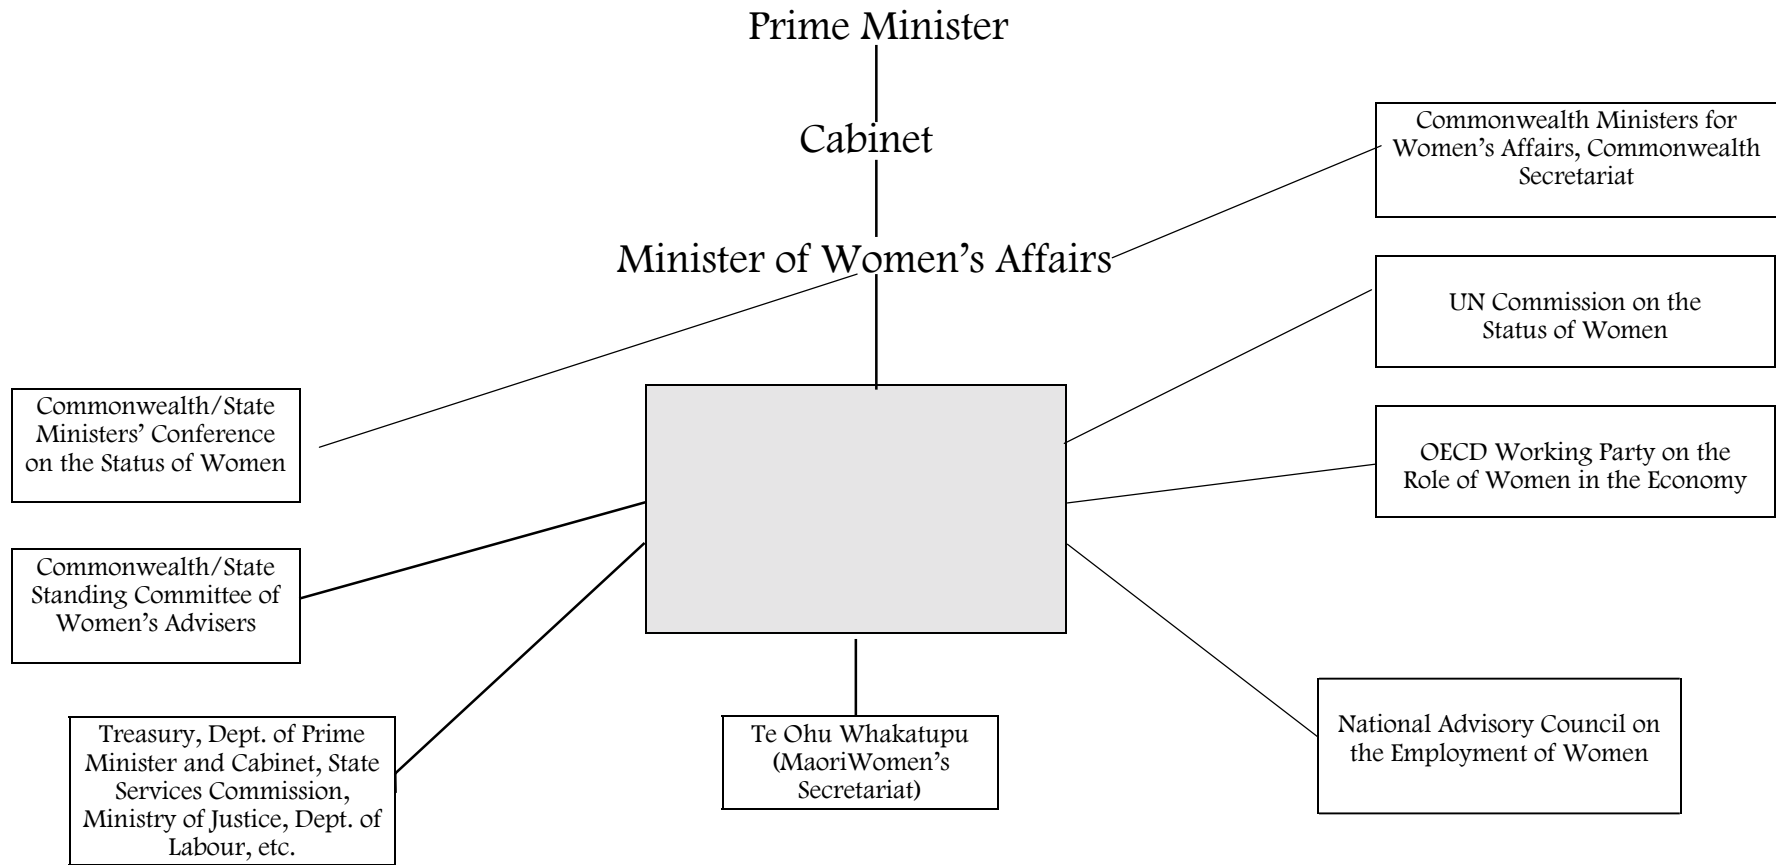 Prime Minister
Cabinet
Commonwealth Ministers for
Women's Affairs, Commonwealth
Secretariat
Minister of Women's Affairs
UN Commission on the
Status of Women
Commonwealth/State
Ministers' Conference
on the Status of Women
OECD Working Party on the
Role of Women in the Economy
Commonwealth/State
Standing Committee of
Women's Advisers
Treasury, Dept. of Prime
Minister and Cabinet, State
Services Commission,
Ministry of Justice, Dept. of
Labour, etc.
Te Ohu Whakatupu
(MaoriWomen's
Secretariat)
National Advisory Council on
the Employment of Women